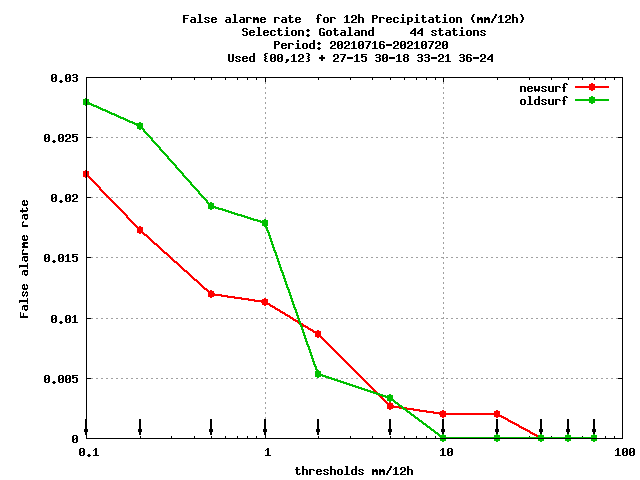 False alarme rate  for 12h Precipitation (mm/12h)
Selection: Gotaland     44 stations
Period: 20210716-20210720
Used {00,12} + 27-15 30-18 33-21 36-24
newsurf
oldsurf
0.03
0.025
0.02
0.015
0.01
0.005
0
False alarme rate
0.1 1 10 100
thresholds mm/12h